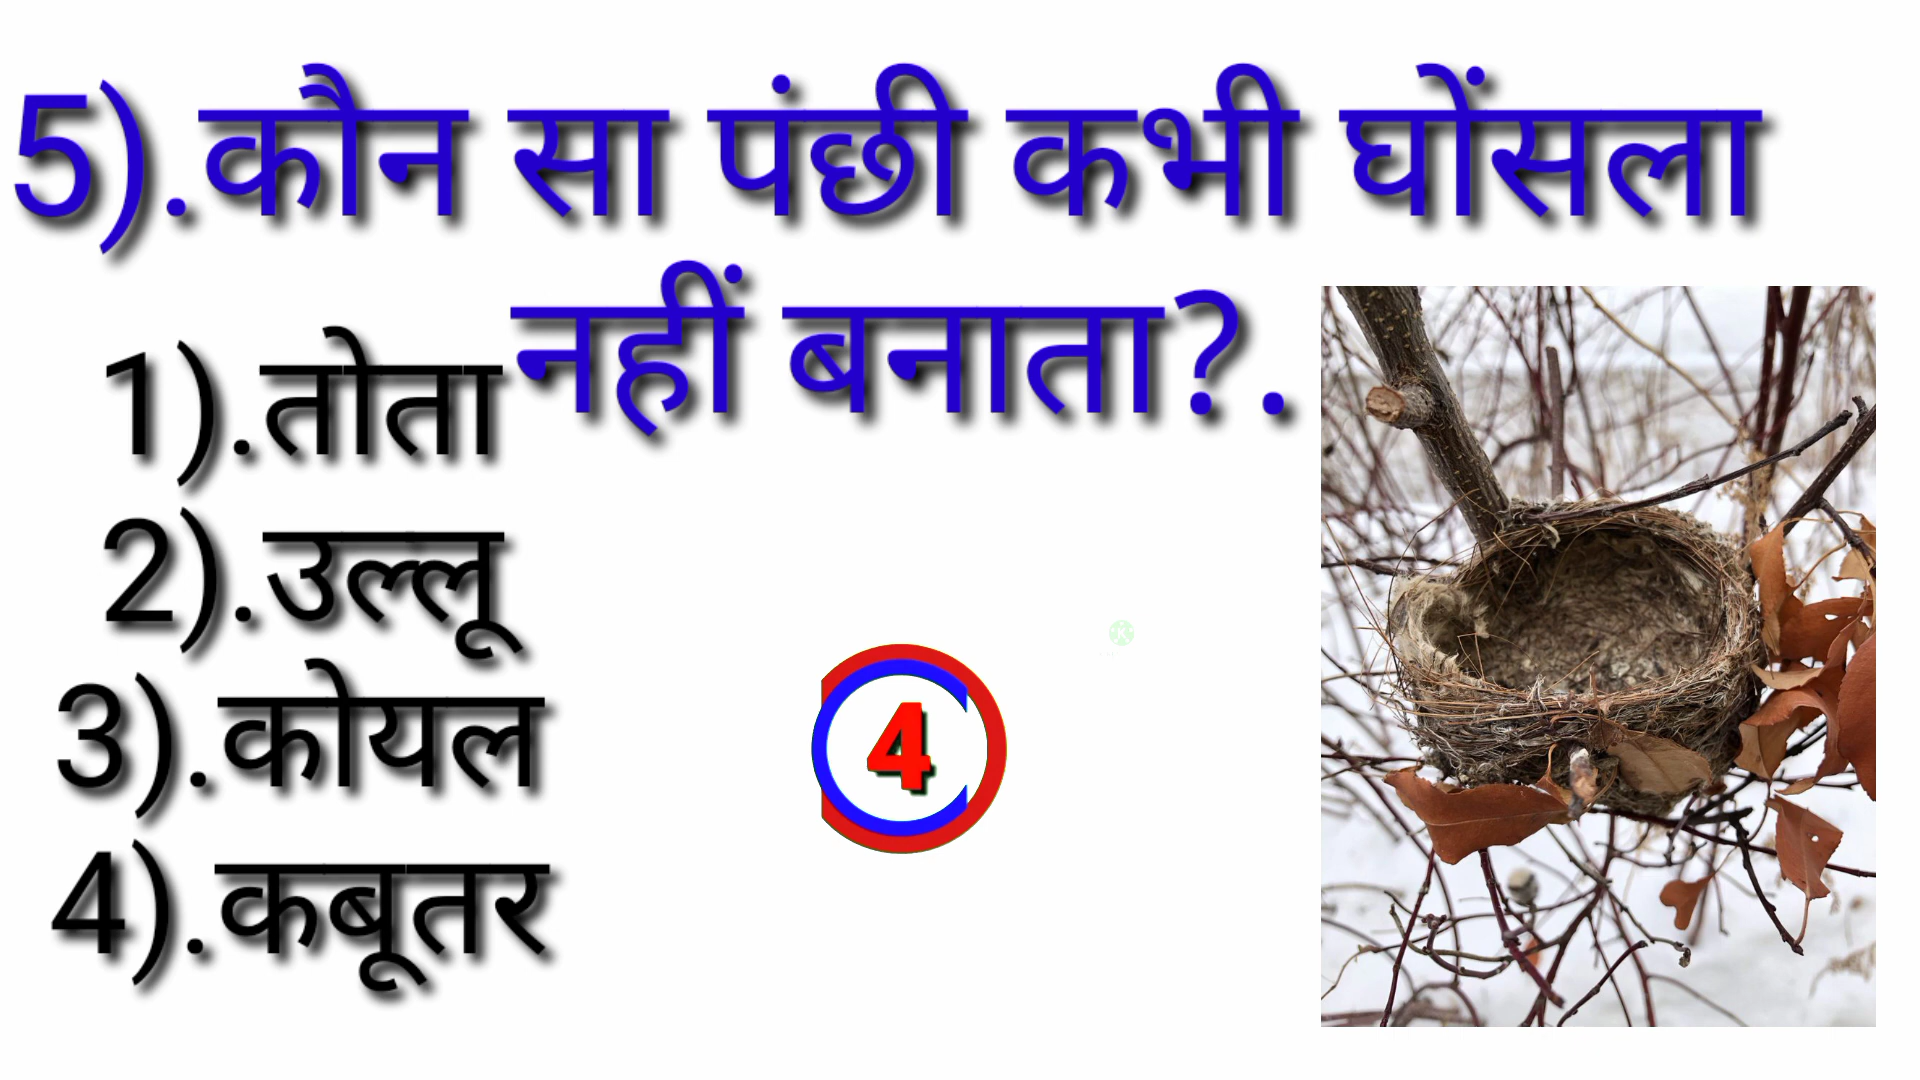 5).कौन सा पंछी कभी घोंसला
नहीं बनाता?.
1).तोता
2).उल्लू
3).कोयल
4).कबूतर
4
K